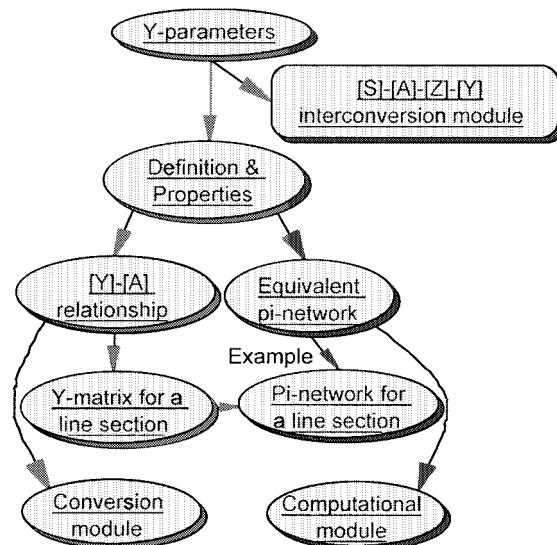 Y-parameters
[S]-[A]-[Z]-[Y]
interconversion module
Definition &
Properties
[Y]-[A]
relationship
Equivalent
pi-network
Example
Y-matrix for a
line section
Pi-network for
a line section
Conversion
module
Computational
module